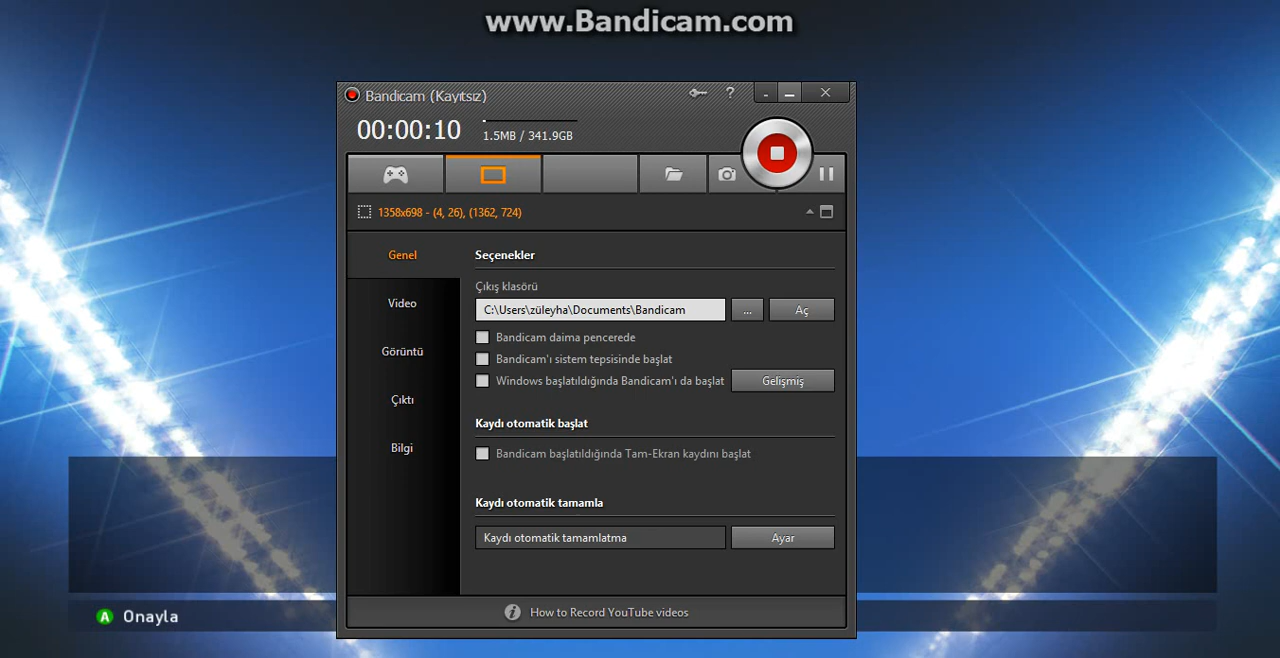 www.Bandicam.com
Bandicam (Kayıtsız)
?
00:00:10
1.5MB / 341.9GB
1358x698 - (4, 26), (1362, 724)
Genel
Video
Görüntü
Çıktı
Bilgi
Seçenekler
Çıkış klasörü
C:\Users\züleyha\Documents\Bandicam
...
Aç
Bandicam daima pencerede
Bandicam'ı sistem tepsisinde başlat
Windows başlatıldığında Bandicam'ı da başlat
Gelişmiş
Kaydı otomatik başlat
Bandicam başlatıldığında Tam-Ekran kaydını başlat
Kaydı otomatik tamamla
Kaydı otomatik tamamlatma
Ayar
How to Record YouTube videos
A Onayla